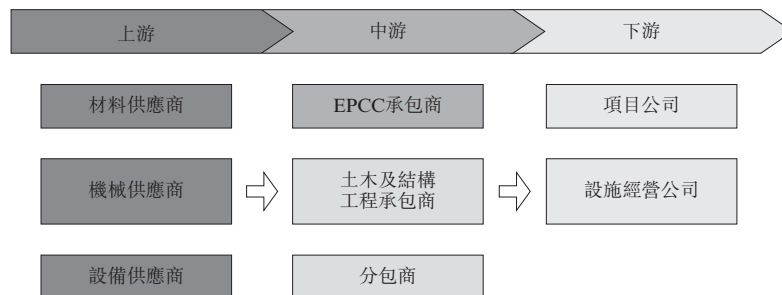 上游
中游
下游
材料供應商
EPCC承包商
項目公司
機械供應商
土木及結構
工程承包商
設施經營公司
設備供應商
分包商